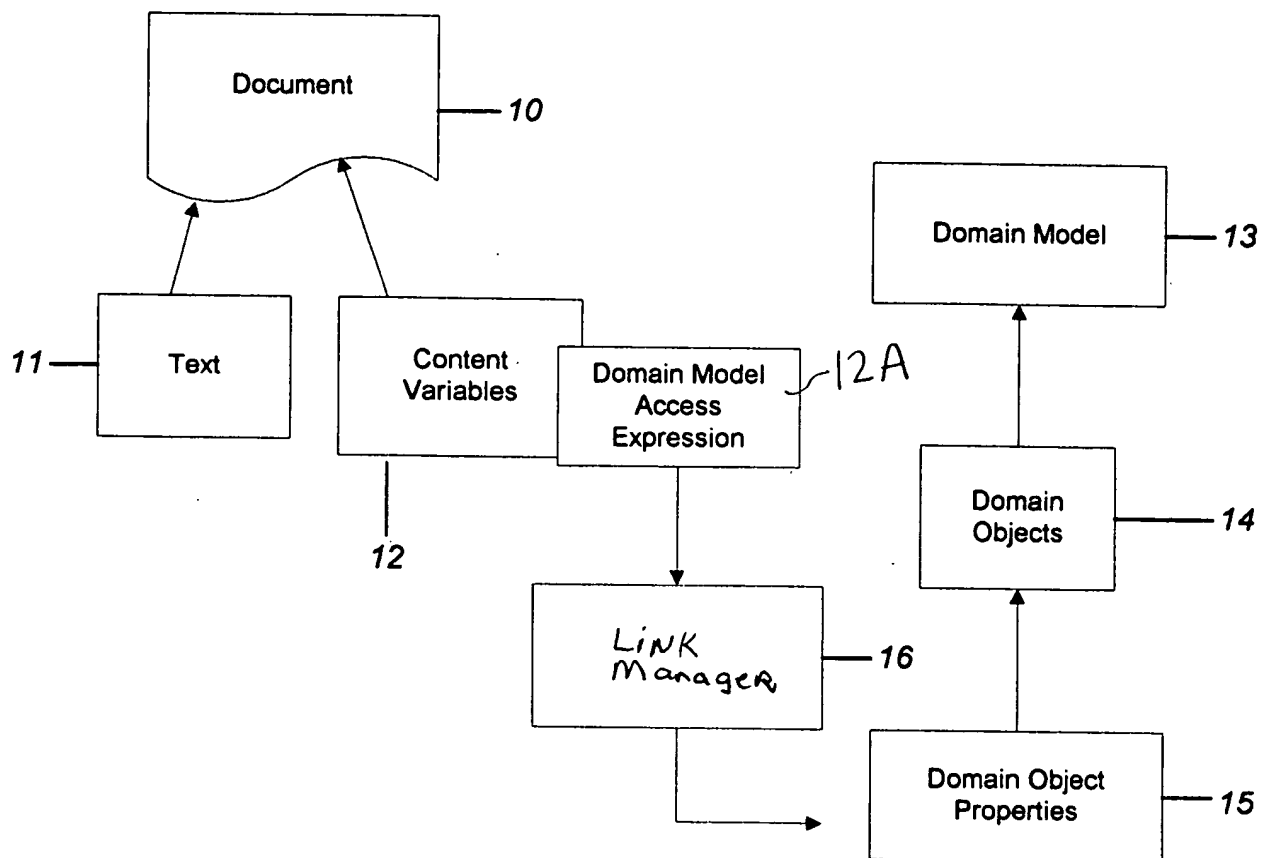 Document
10
Domain Model
13
11
Text
Content
Variables
Domain Model
Access
Expression
12A
12
Domain
Objects
14
LiNK
ManageR
16
Domain Object
Properties
15